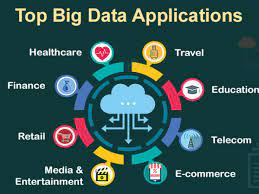 Top Big Data Applications
Healthcare
Travel
Finance
Education
Retail
Telecom
Media &
Entertainment
E-commerce